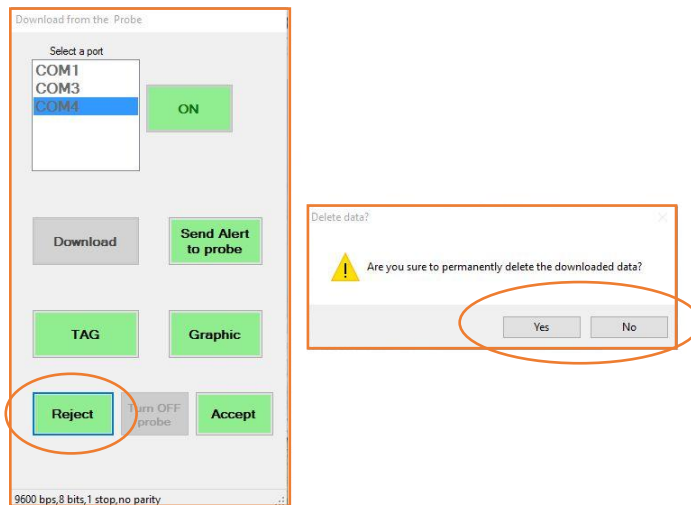 Download from the Probe
Select a port
COM1
COM3
COM4
ON
Download
Send Alert
to probe
TAG
Graphic
Reject
Turn OFF
probe
Accept
9600 bps,8 bits,1 stop,no parity
Delete data?
Are you sure to permanently delete the downloaded data?
Yes
No